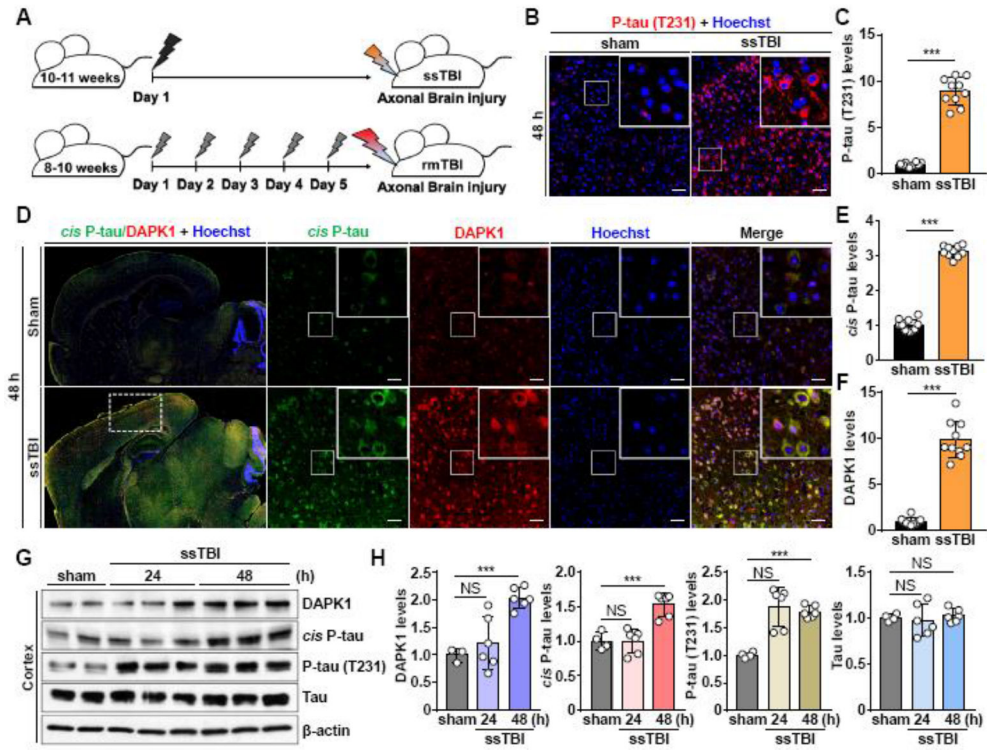 A
10-11 weeks
Day 1
ssTBI
Axonal Brain injury
8-10 weeks
Day 1 Day 2 Day 3 Day 4 Day 5
rmTBI
Axonal Brain injury
B
P-tau (T231) + Hoechst
sham ssTBI
48 h
C
P-tau (T231) levels
15
10
5
0
***
sham ssTBI
D
cis P-tau/DAPK1 + Hoechst cis P-tau DAPK1 Hoechst Merge
48 h
Sham
ssTBI
E
cis P-tau levels
4
3
2
1
0
***
sham ssTBI
F
DAPK1 levels
15
10
5
0
***
sham ssTBI
G
ssTBI
sham 24 48 (h)
Cortex
DAPK1
cis P-tau
P-tau (T231)
Tau
β-actin
H
DAPK1 levels
2.5
2.0
1.5
1.0
0.5
0
***
NS
sham 24 48 (h)
ssTBI
cis P-tau levels
2.0
1.5
1.0
0.5
0
***
NS
sham 24 48 (h)
ssTBI
P-tau (T231) levels
2.5
2.0
1.5
1.0
0.5
0
***
NS
sham 24 48 (h)
ssTBI
Tau levels
1.5
1.0
0.5
0
NS
NS
sham 24 48 (h)
ssTBI